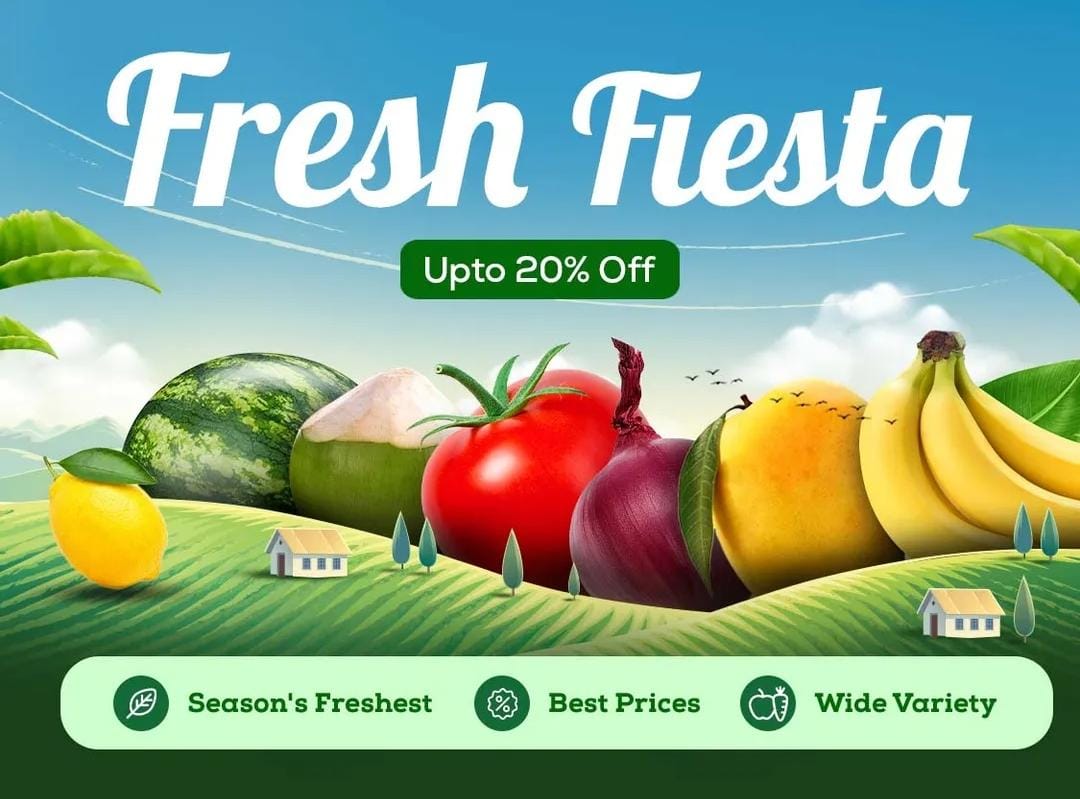 Fresh Fiesta
Upto 20% Off
Season's Freshest
Best Prices
Wide Variety